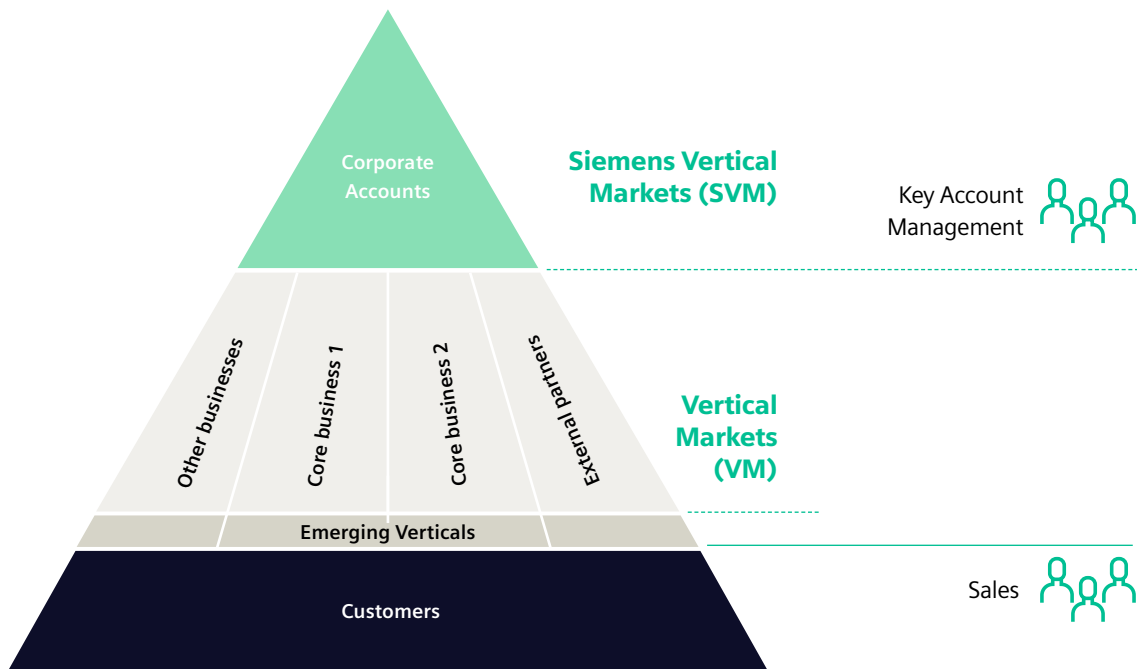 Corporate
Accounts
Siemens Vertical
Markets (SVM)
Key Account
Management
Other businesses
Core business 1
Core business 2
External partners
Vertical
Markets
(VM)
Emerging Verticals
Customers
Sales